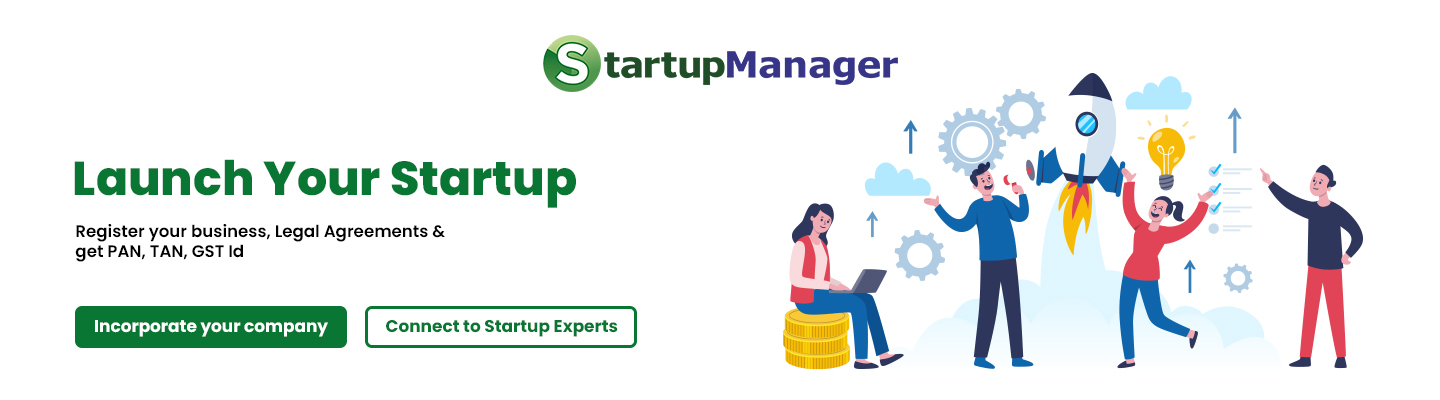 StartupManager
Launch Your Startup
Register your business, Legal Agreements &
get PAN, TAN, GST Id
Incorporate your company
Connect to Startup Experts